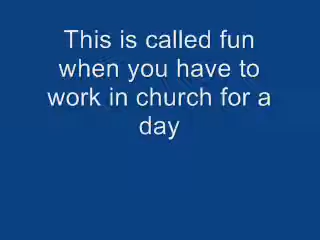 This is called fun
when you have to
work in church for a
day